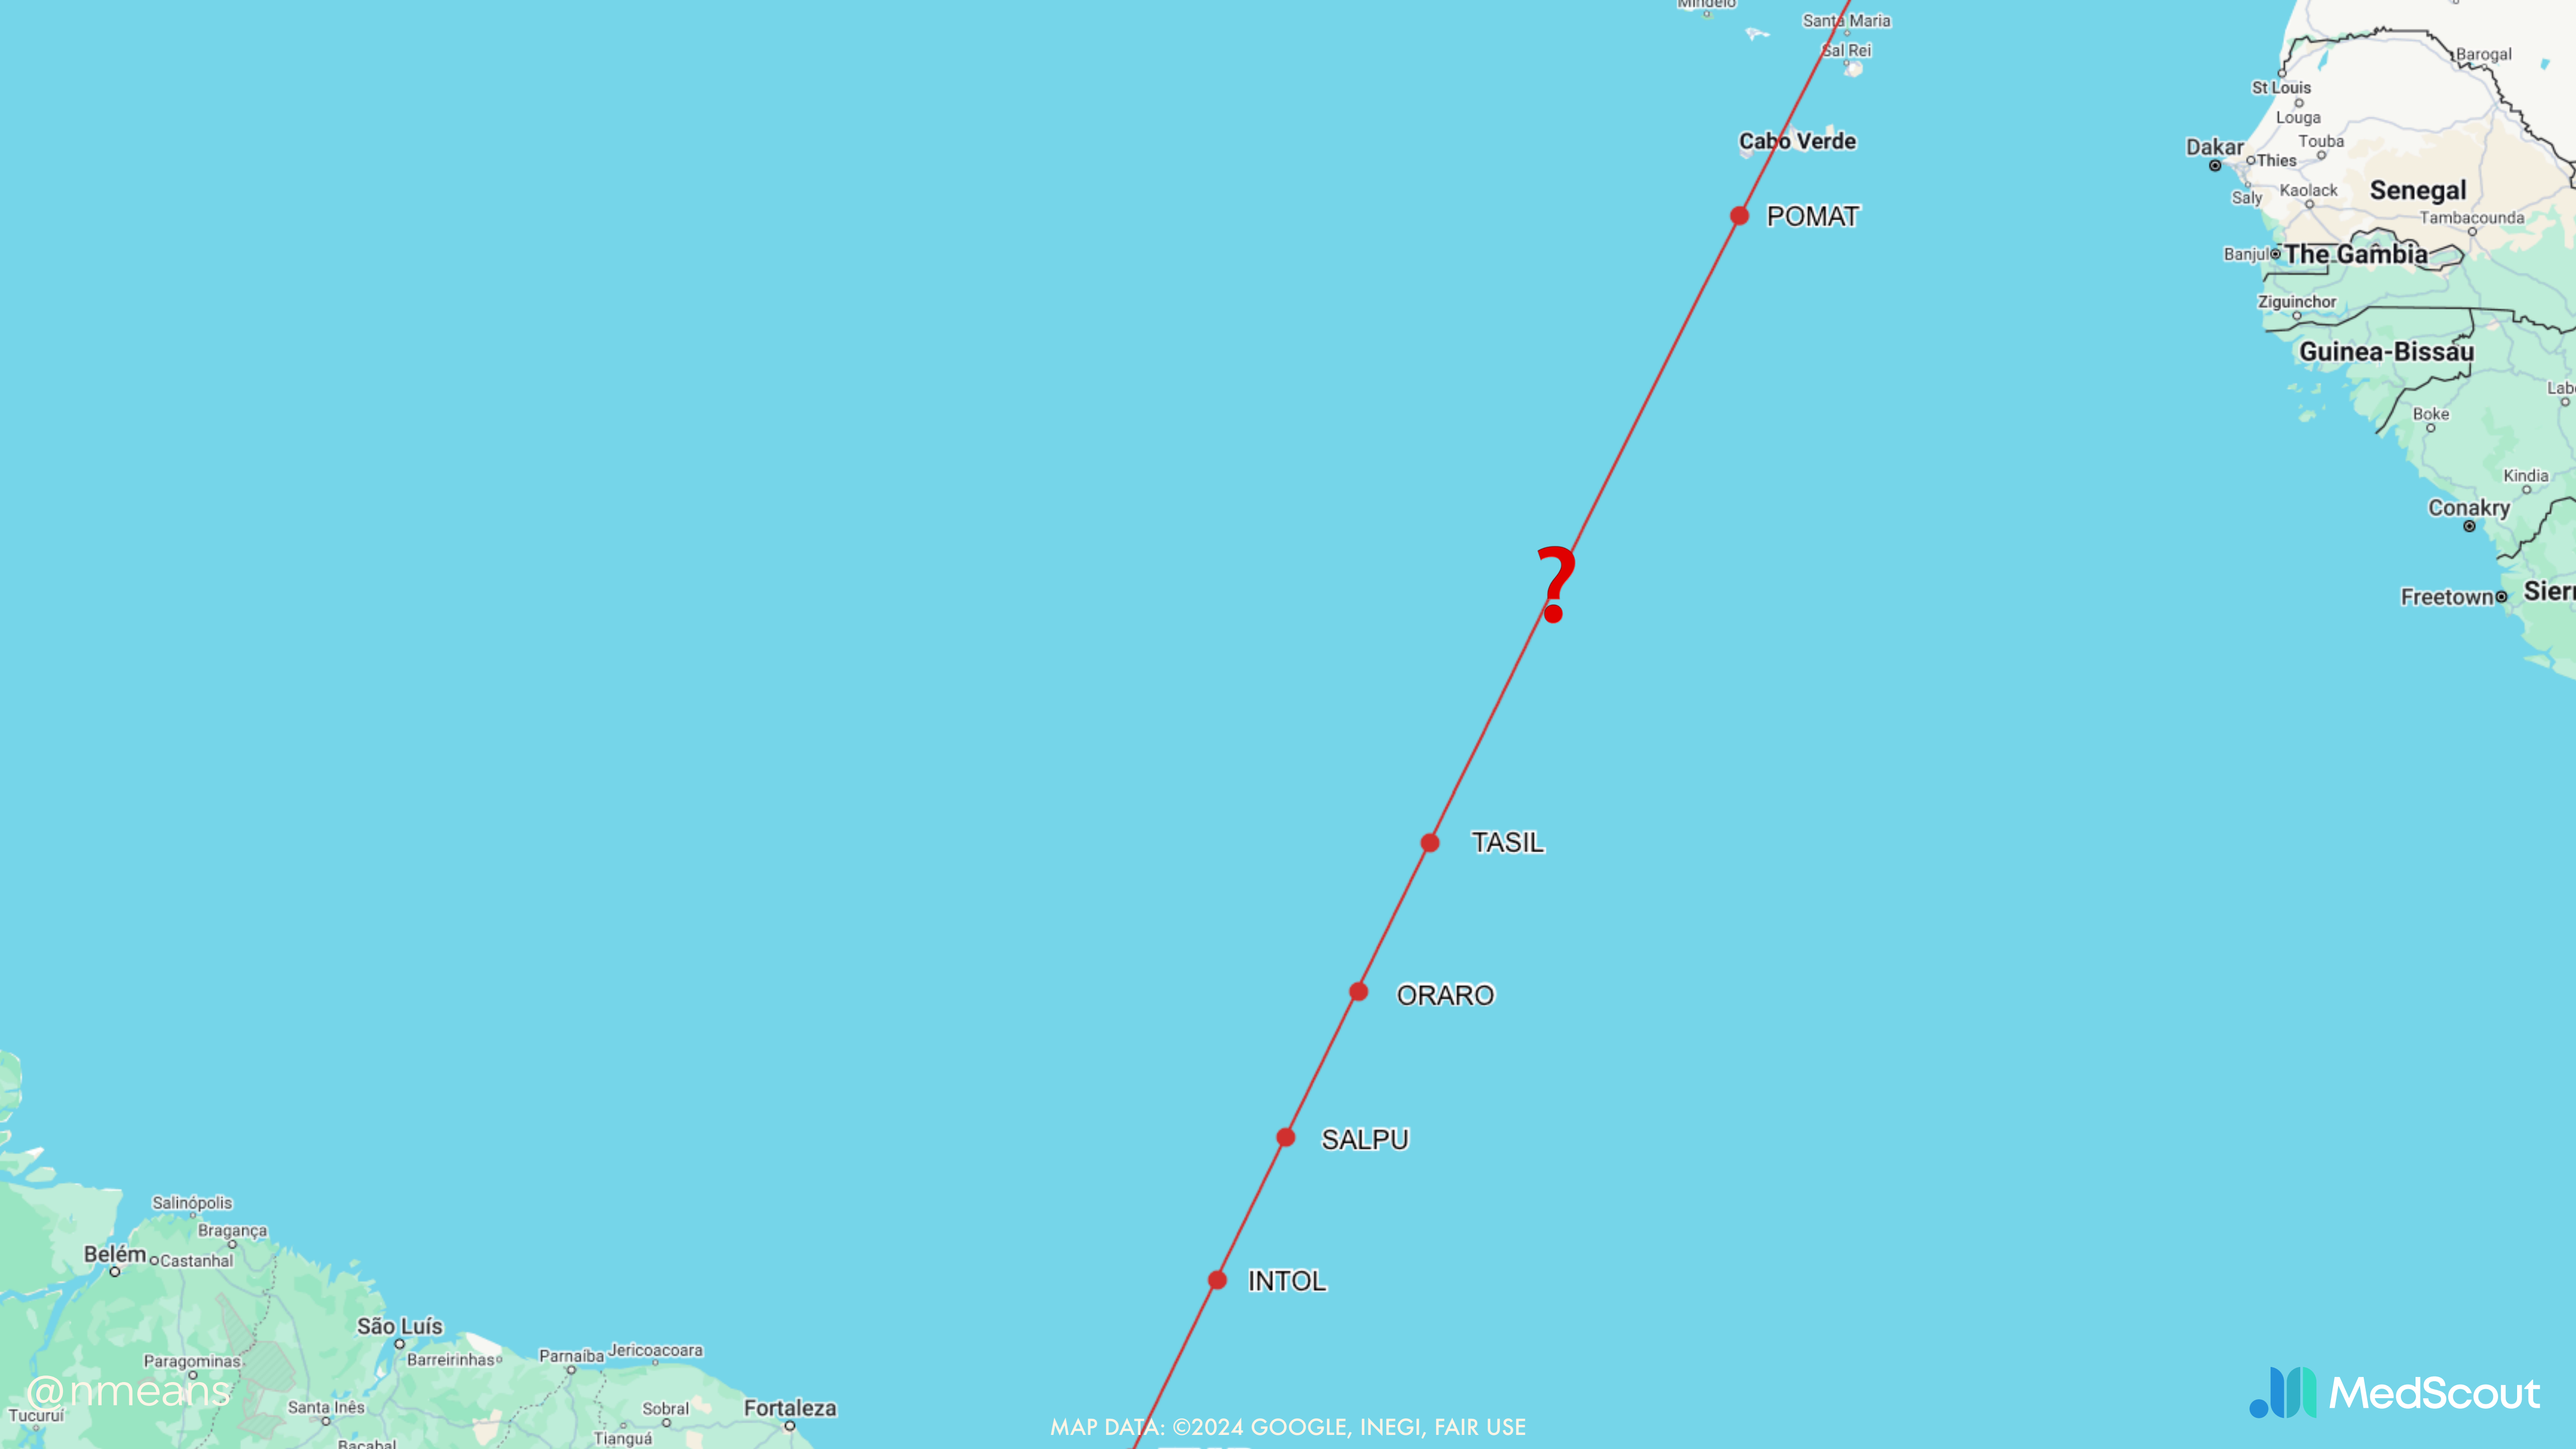 Mindelo
Santa Maria
Sal Rei
Cabo Verde
POMAT
Barogal
St Louis
Louga
Touba
Dakar
Thies
Saly
Kaolack
Senegal
Tambacounda
Banjul
The Gambia
Ziguinchor
Guinea-Bissau
Lab
Boke
Kindia
Conakry
Freetown
Sierr
?
TASIL
ORARO
SALPU
INTOL
Salinópolis
Bragança
Belém
Castanhal
São Luís
Barreirinhas
Parnaíba
Jericoacoara
Paragominas
@nmeans
Tucuruí
Santa Inês
Bacabal
Sobral
Tianguá
Fortaleza
MAP DATA: ©2024 GOOGLE, INEGI, FAIR USE
MedScout